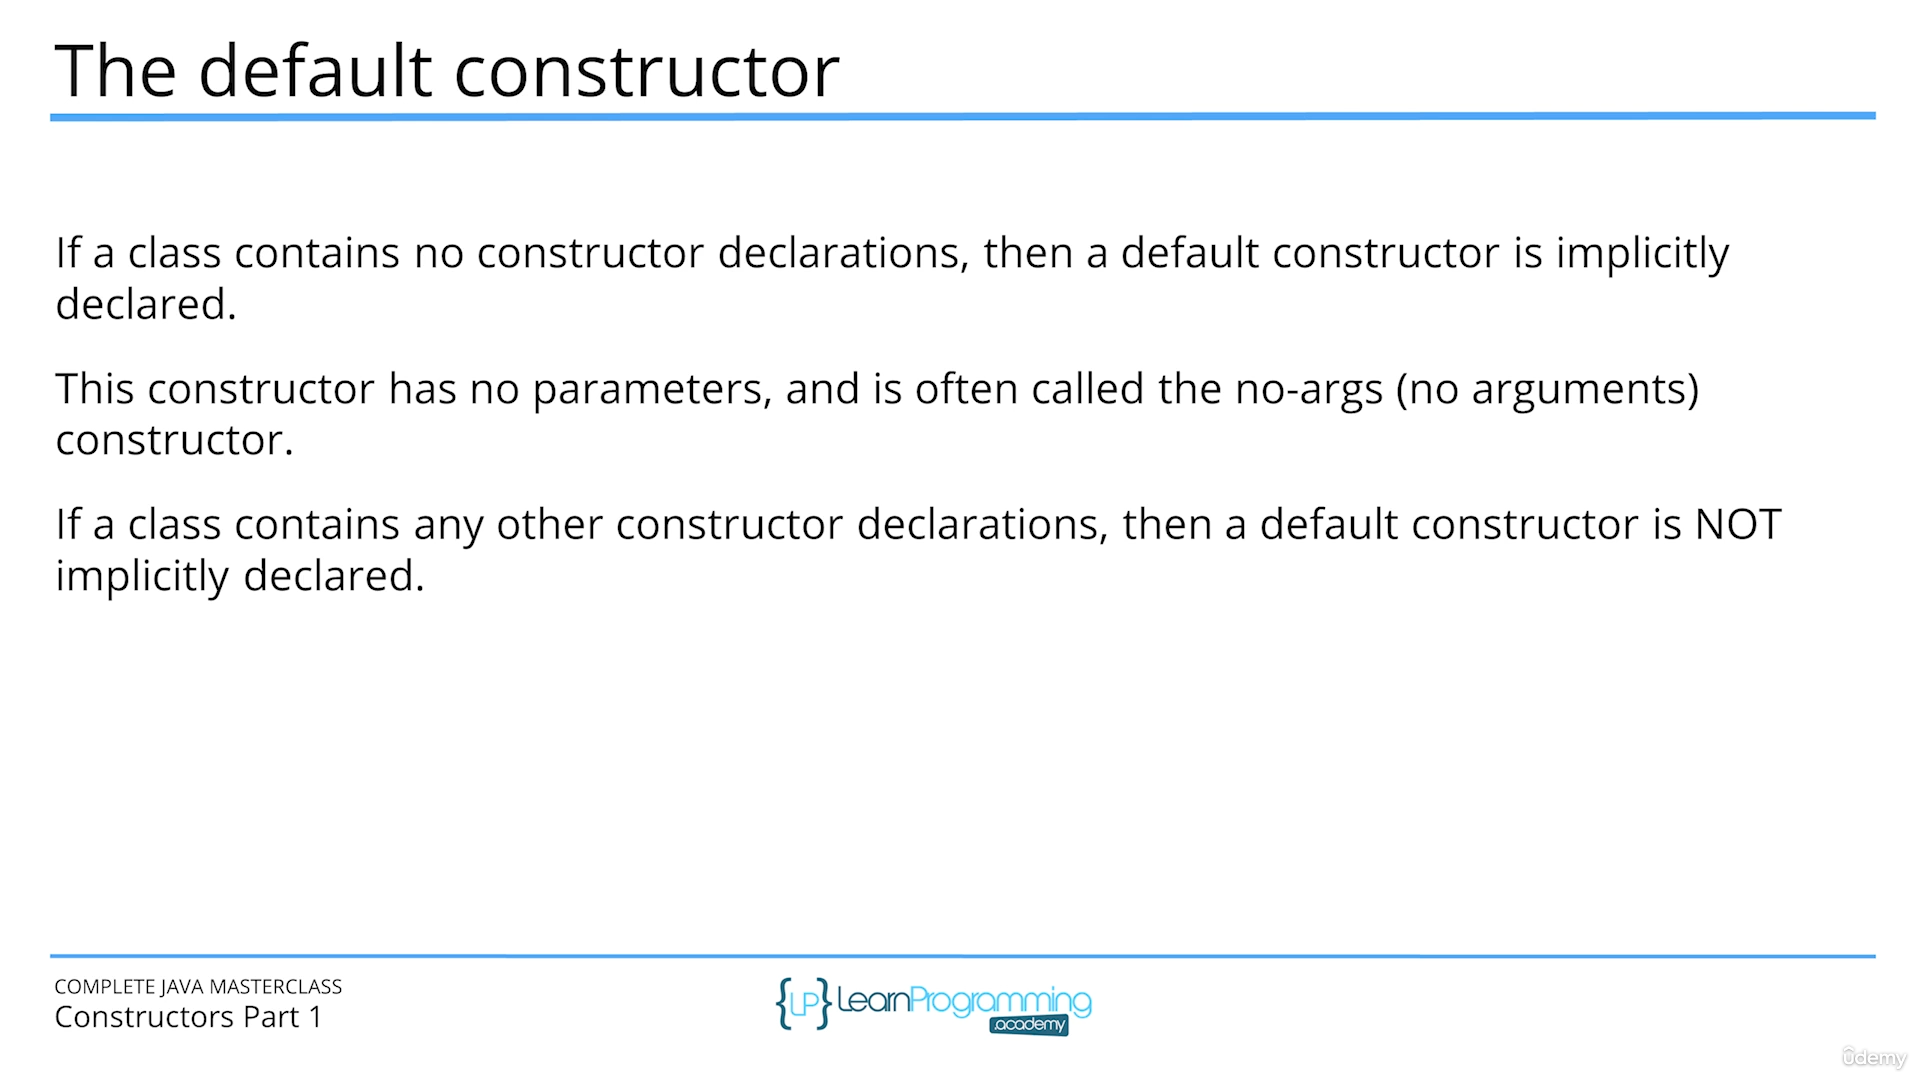 The default constructor
If a class contains no constructor declarations, then a default constructor is implicitly
declared.
This constructor has no parameters, and is often called the no-args (no arguments)
constructor.
If a class contains any other constructor declarations, then a default constructor is NOT
implicitly declared.
COMPLETE JAVA MASTERCLASS
Constructors Part 1
{LP} LearnProgramming
.academy
udemy